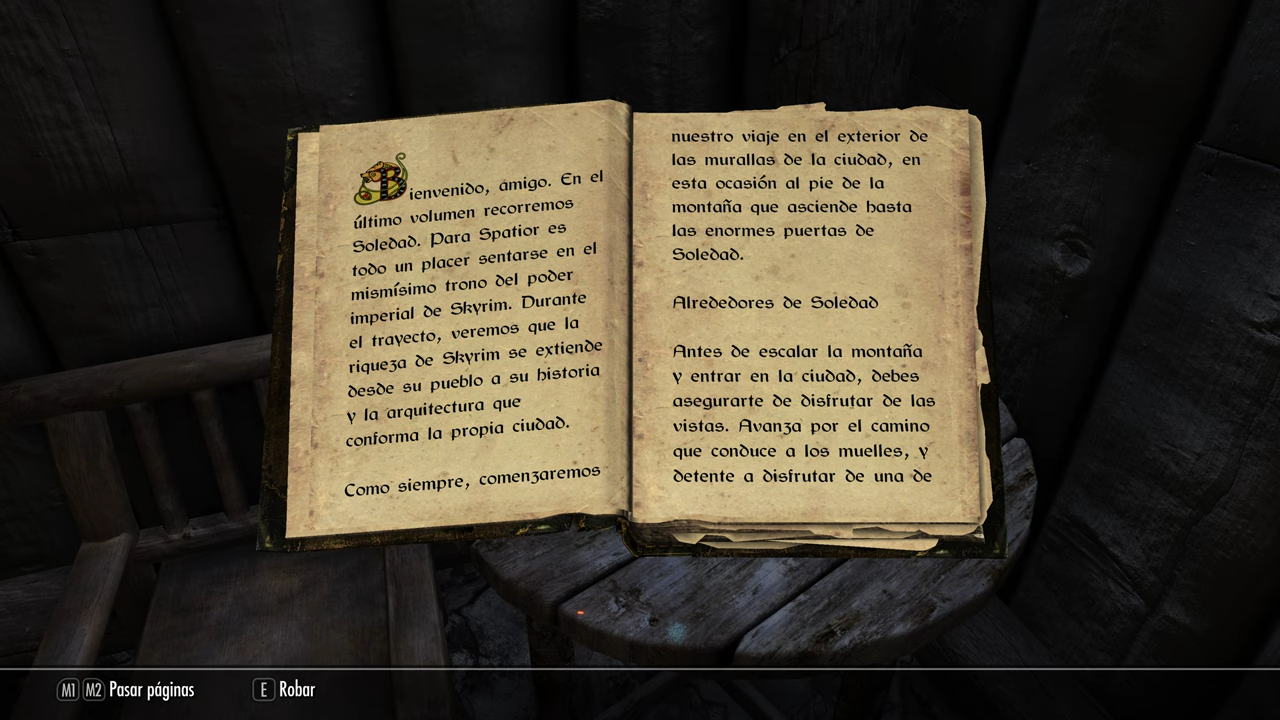 Bienvenido, amigo. En el
último volumen recorremos
Soledad. Para Spatior es
todo un placer sentarse en el
mismísimo trono del poder
imperial de Skyrim. Durante
el trayecto, veremos que la
riqueza de Skyrim se extiende
desde su pueblo a su historia
y la arquitectura que
conforma la propia ciudad.
Como siempre, comenzaremos
nuestro viaje en el exterior de
las murallas de la ciudad, en
esta ocasión al pie de la
montaña que asciende hasta
las enormes puertas de
Soledad.
Alrededores de Soledad
Antes de escalar la montaña
y entrar en la ciudad, debes
asegurarte de disfrutar de las
vistas. Avanza por el camino
que conduce a los muelles, y
detente a disfrutar de una de
M1 M2 Pasar páginas
E Robar